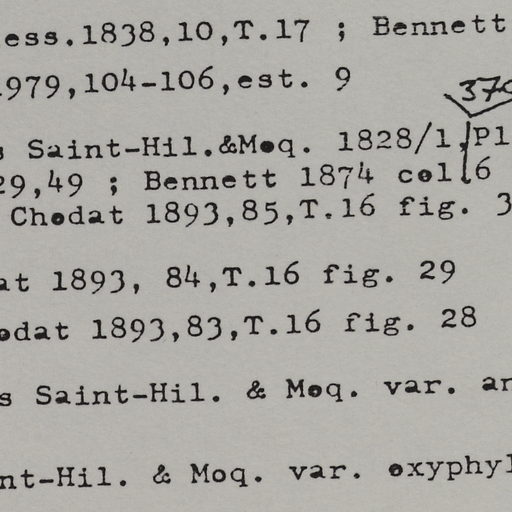 ess.1838,10,T.17 ; Bennett
1979,104-106,est. 9
370
s Saint-Hil.&Moq. 1828/1,Pl
29,49 ; Bennett 1874 col 6
Chodat 1893,85,T.16 fig. 3
at 1893, 84,T.16 fig. 29
odat 1893,83,T.16 fig. 28
s Saint-Hil. & Moq. var. an
nt-Hil. & Moq. var. oxyphyl